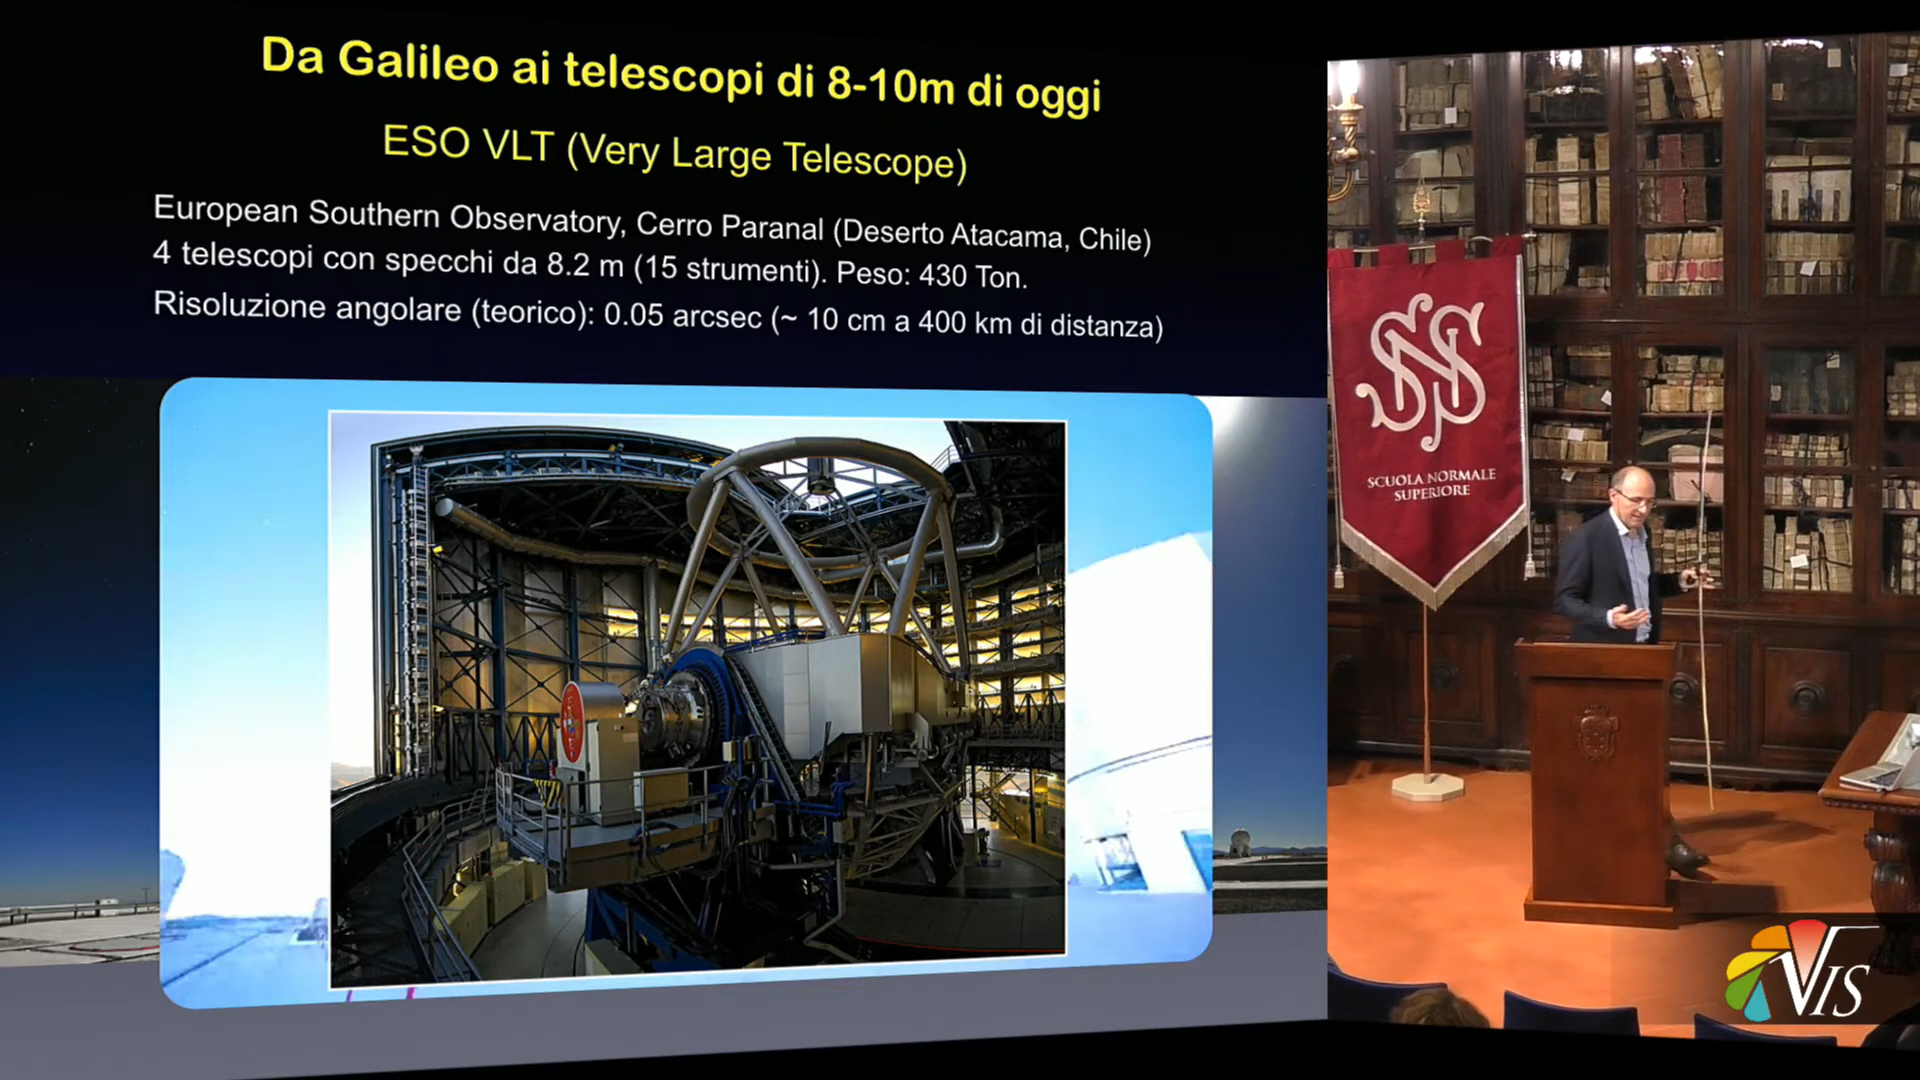 Da Galileo ai telescopi di 8-10m di oggi
ESO VLT (Very Large Telescope)
European Southern Observatory, Cerro Paranal (Deserto Atacama, Chile)
4 telescopi con specchi da 8.2 m (15 strumenti). Peso: 430 Ton.
Risoluzione angolare (teorico): 0.05 arcsec (~ 10 cm a 400 km di distanza)
SNS
SCUOLA NORMALE
SUPERIORE
VIS